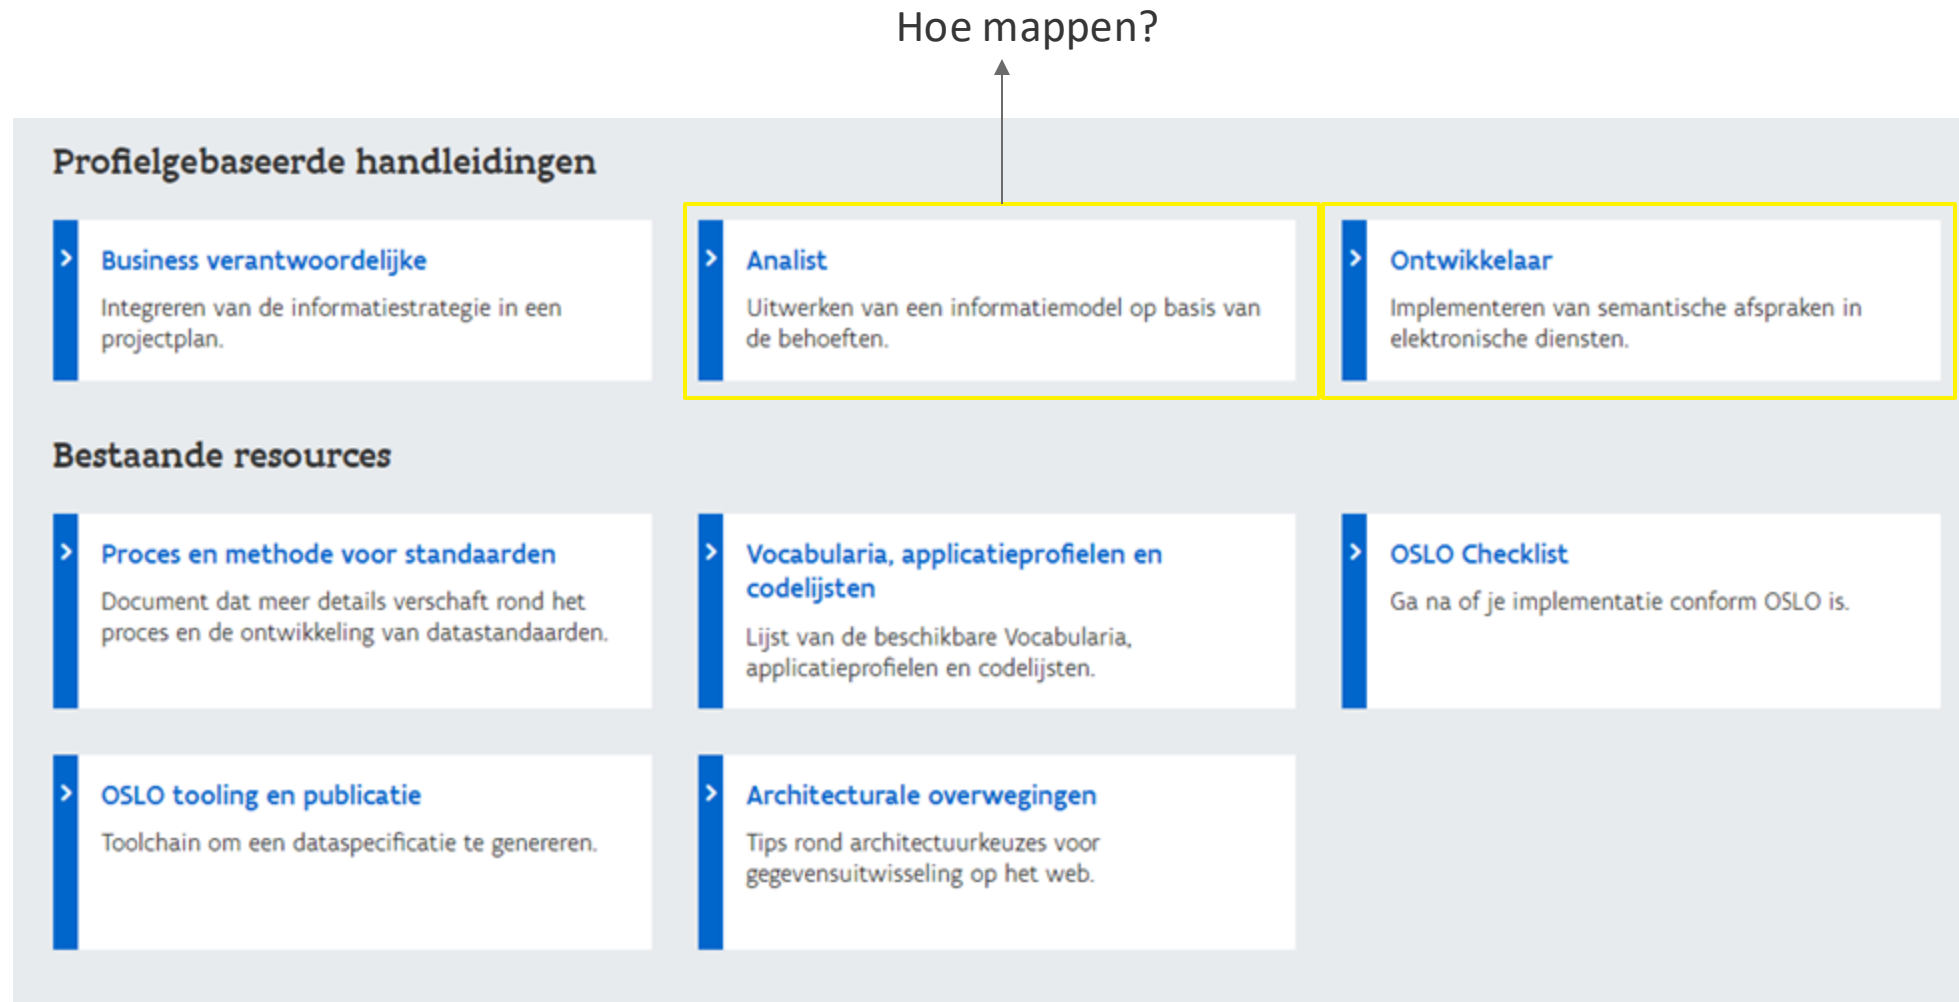 Hoe mappen?
Profielgebaseerde handleidingen
Business verantwoordelijke
Integreren van de informatiestrategie in een
projectplan.
Analist
Uitwerken van een informatiemodel op basis van
de behoeften.
Ontwikkelaar
Implementeren van semantische afspraken in
elektronische diensten.
Bestaande resources
Proces en methode voor standaarden
Document dat meer details verschaft rond het
proces en de ontwikkeling van datastandaarden.
Vocabularia, applicatieprofielen en
codelijsten
Lijst van de beschikbare Vocabularia,
applicatieprofielen en codelijsten.
OSLO Checklist
Ga na of je implementatie conform OSLO is.
OSLO tooling en publicatie
Toolchain om een dataspecificatie te genereren.
Architecturale overwegingen
Tips rond architectuurkeuzes voor
gegevensuitwisseling op het web.